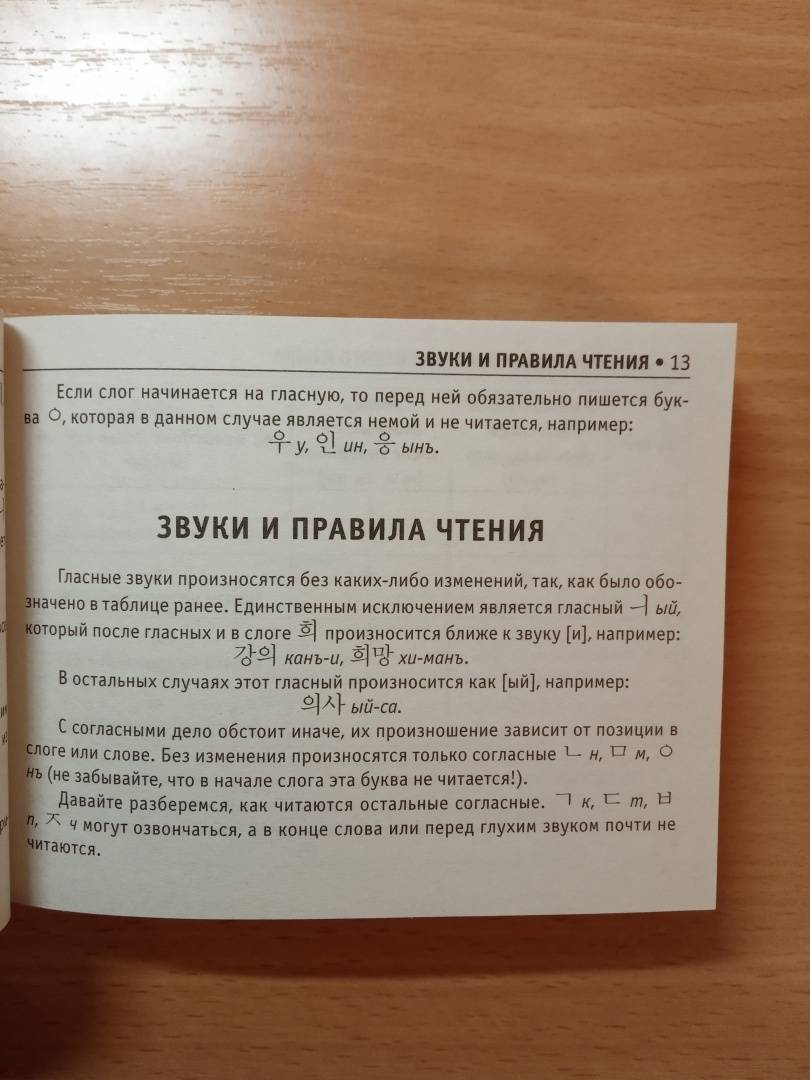 ЗВУКИ И ПРАВИЛА ЧТЕНИЯ • 13
Если слог начинается на гласную, то перед ней обязательно пишется бук-
ва ㅇ, которая в данном случае является немой и не читается, например:
우 у, 인 ин, 응 ынъ.
ЗВУКИ И ПРАВИЛА ЧТЕНИЯ
Гласные звуки произносятся без каких-либо изменений, так, как было обо-
значено в таблице ранее. Единственным исключением является гласный ㅢ ый,
который после гласных и в слоге 희 произносится ближе к звуку [и], например:
강의 канъ-и, 희망 хи-манъ.
В остальных случаях этот гласный произносится как [ый], например:
의사 ый-са.
С согласными дело обстоит иначе, их произношение зависит от позиции в
слоге или слове. Без изменения произносятся только согласные ㄴ н, ㅁ м, ㅇ
нъ (не забывайте, что в начале слога эта буква не читается!).
Давайте разберемся, как читаются остальные согласные. ㄱ к, ㄷ т, ㅂ
п, ㅈ ч могут озвончаться, а в конце слова или перед глухим звуком почти не
читаются.